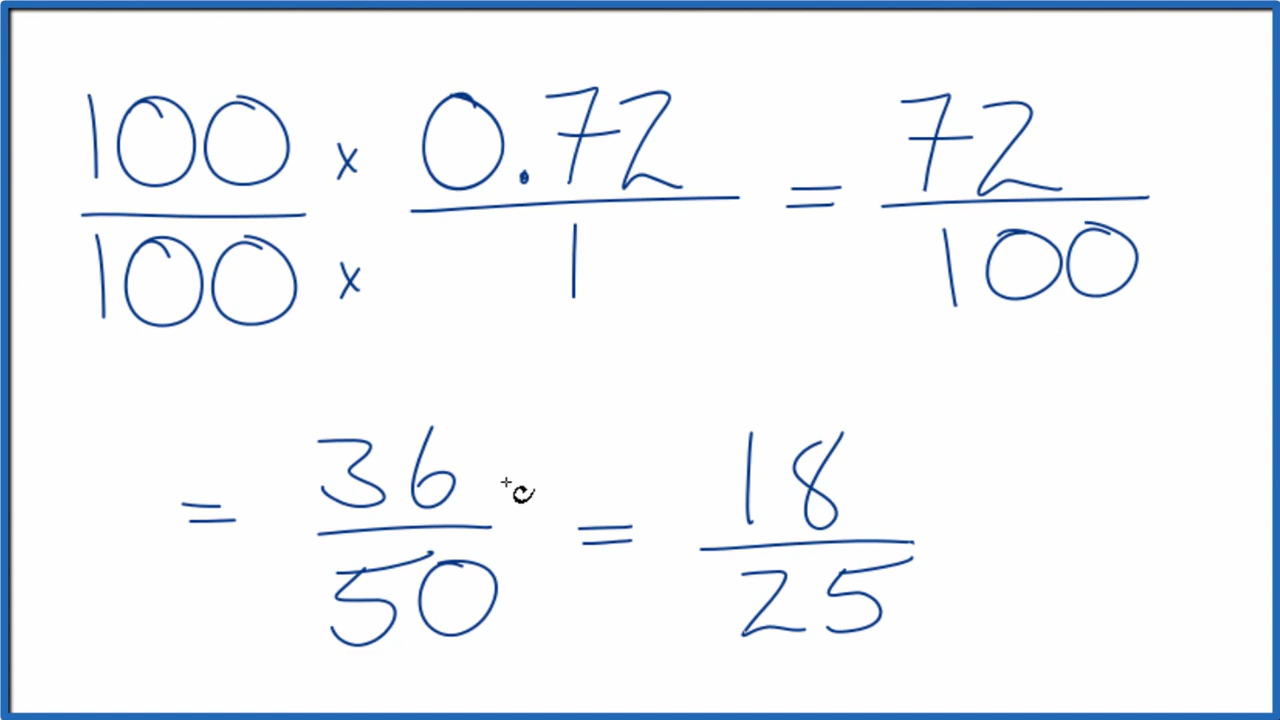 100/100 × 0.72/1 = 72/100
= 36/50 = 18/25